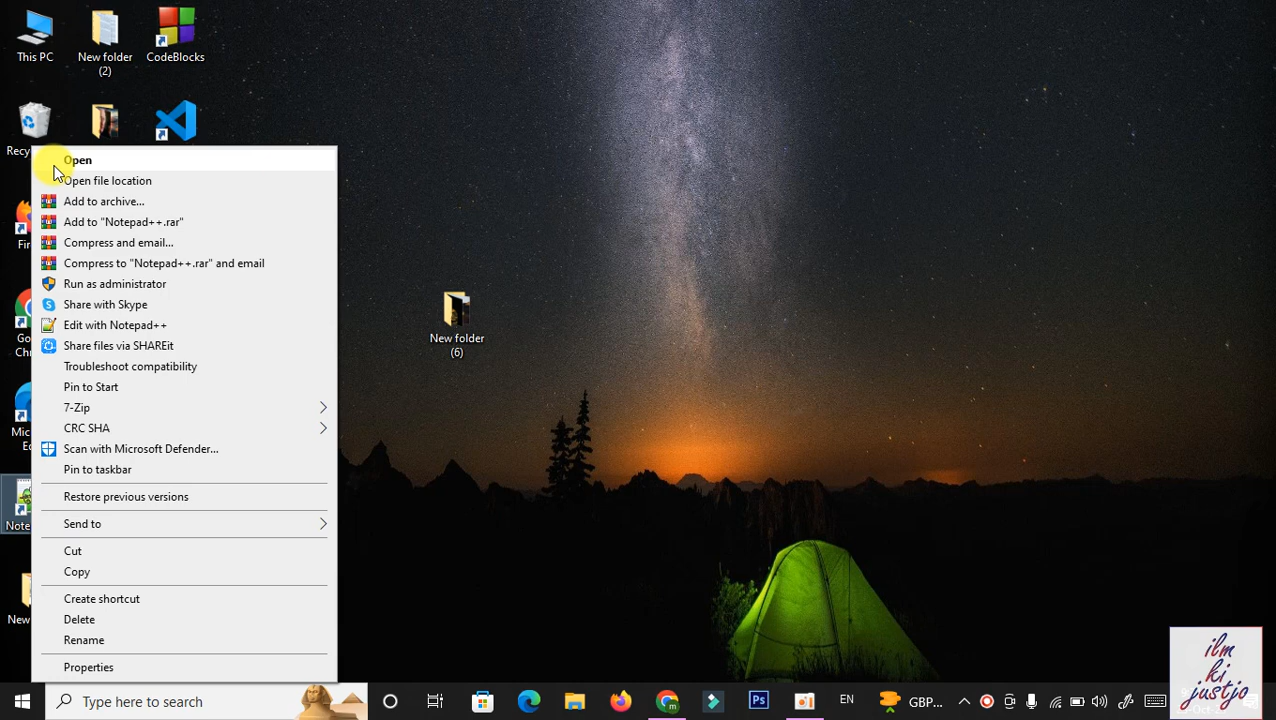 This PC
New folder
(2)
CodeBlocks
Recy
Open
Open file location
Add to archive...
Add to "Notepad++.rar"
Compress and email...
Compress to "Notepad++.rar" and email
Run as administrator
Share with Skype
Edit with Notepad++
Share files via SHAREit
Troubleshoot compatibility
Pin to Start
7-Zip
CRC SHA
Scan with Microsoft Defender...
Pin to taskbar
Restore previous versions
Send to
Cut
Copy
Create shortcut
Delete
Rename
Properties
Fir
Go
Chr
Mic
Ed
Note
New
New folder
(6)
Type here to search
Ps
EN
GBP...
ilm
ki
justjo